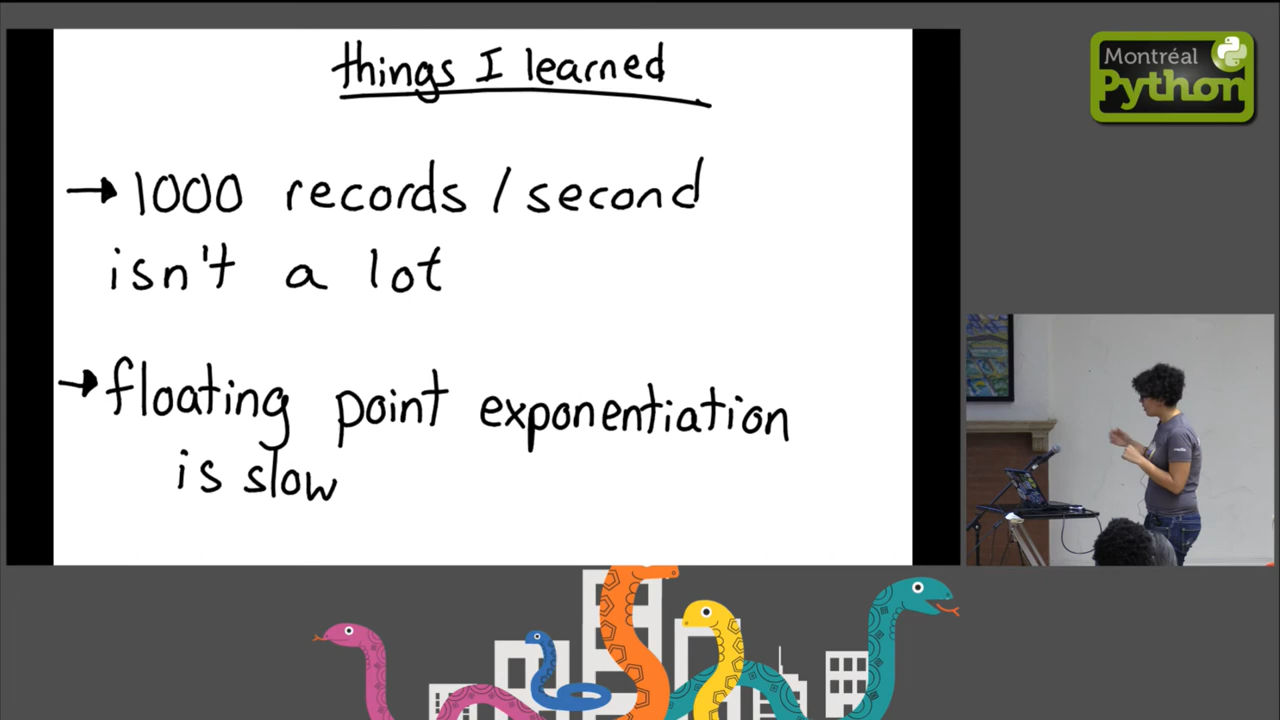 things I learned
→ 1000 records / second
isn't a lot
→ floating point exponentiation
is slow
Montréal
Python